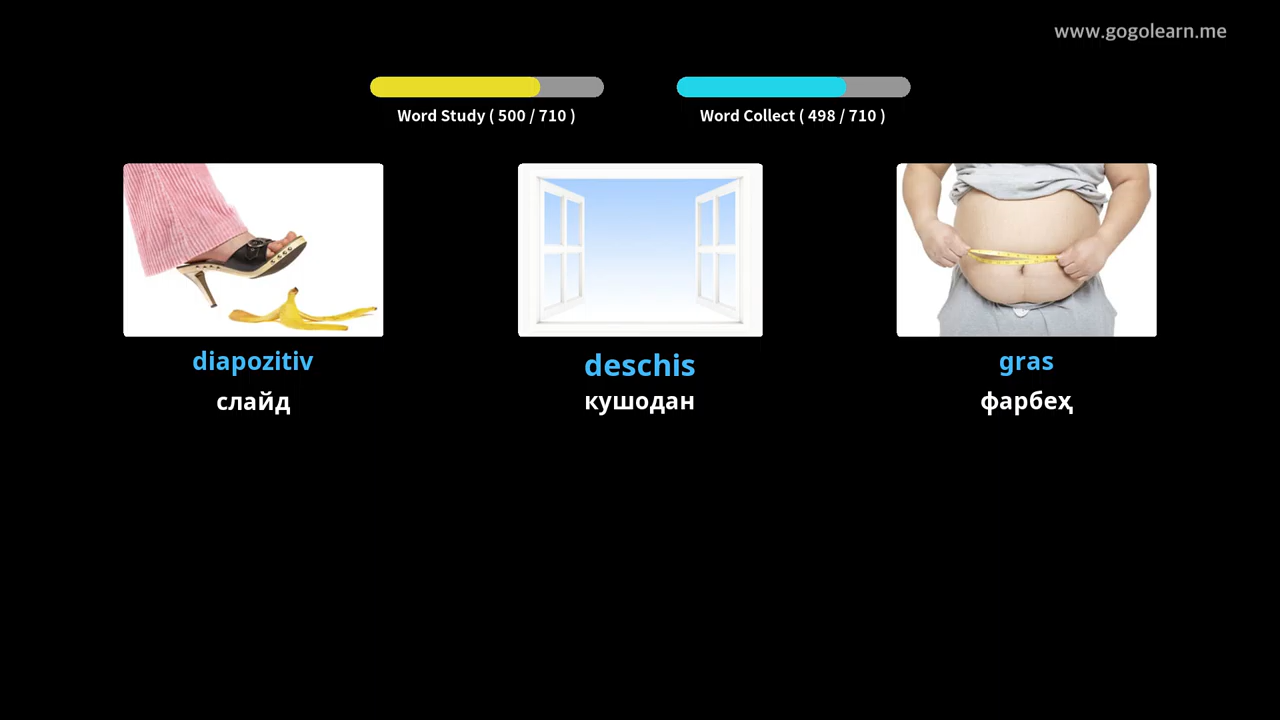 www.gogolearn.me
Word Study ( 500 / 710 )
Word Collect ( 498 / 710 )
diapozitiv
deschis
gras
слайд
кушодан
фарбеҳ